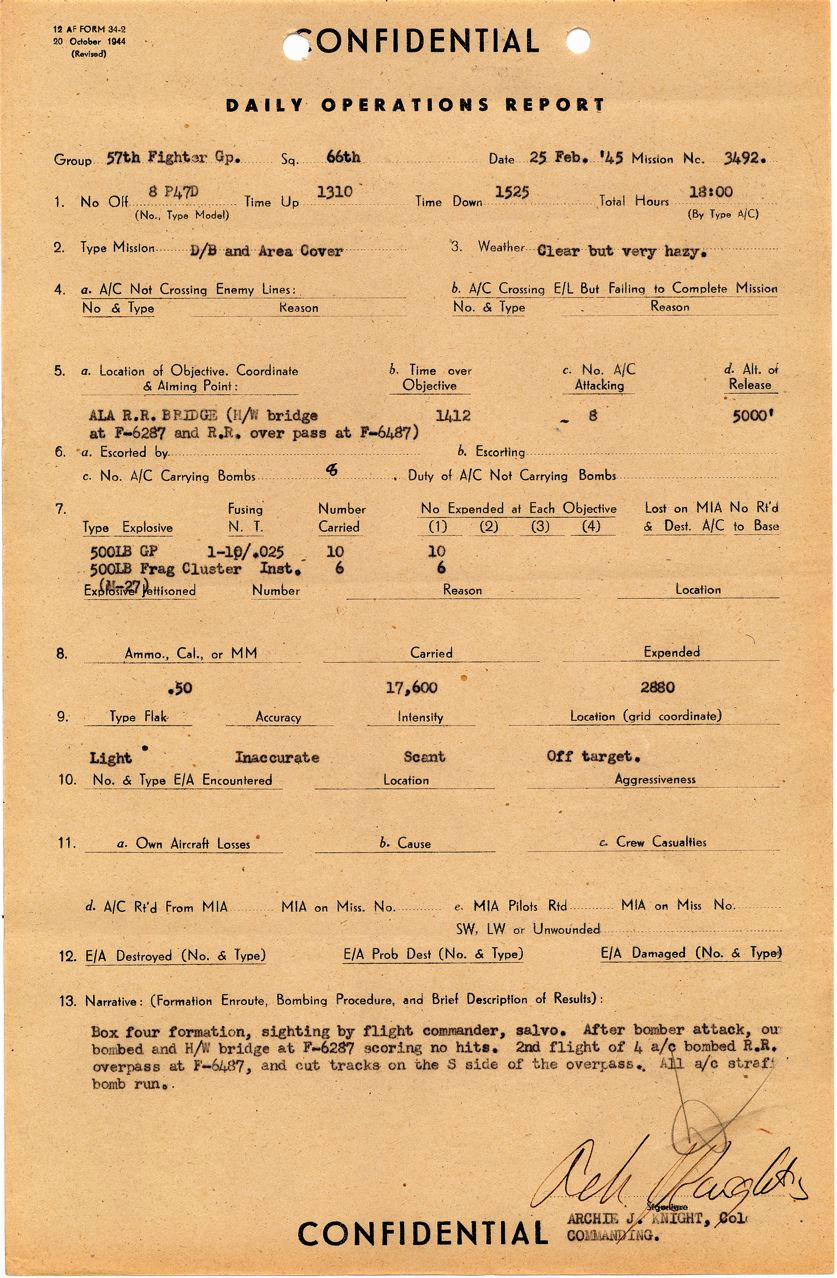 12 AF FORM 34-2
20 October 1944
(Revised)
CONFIDENTIAL
DAILY OPERATIONS REPORT
Group 57th Fighter Gp. Sq. 66th Date 25 Feb. '45 Mission No. 3492.
1. No Off 8 P47D Time Up 1310 Time Down 1525 Total Hours 18:00
(No., Type Model) (By Type A/C)
2. Type Mission D/B and Area Cover 3. Weather Clear but very hazy.
4. a. A/C Not Crossing Enemy Lines: b. A/C Crossing E/L But Failing to Complete Mission
No & Type Reason No. & Type Reason
5. a. Location of Objective, Coordinate b. Time over c. No. A/C d. Alt. of
& Aiming Point: Objective Attacking Release
ALA R.R. BRIDGE (H/W bridge 1412 8 5000'
at F-6287 and R.R. over pass at F-6487)
6. a. Escorted by b. Escorting
c. No. A/C Carrying Bombs 8 Duty of A/C Not Carrying Bombs
7. Fusing Number No Expended at Each Objective Lost on MIA No Rt'd
Type Explosive N. T. Carried (1) (2) (3) (4) & Dest. A/C to Base
500LB GP 1-10/.025 10 10
500LB Frag Cluster Inst. 6 6
(M-27)
Explosive Jettisoned Number Reason Location
8. Ammo., Cal., or MM Carried Expended
.50 17,600 2880
9. Type Flak Accuracy Intensity Location (grid coordinate)
Light Inaccurate Scant Off target.
10. No. & Type E/A Encountered Location Aggressiveness
11. a. Own Aircraft Losses b. Cause c. Crew Casualties
d. A/C Rt'd From MIA MIA on Miss. No. e. MIA Pilots Rtd MIA on Miss No.
SW, LW or Unwounded
12. E/A Destroyed (No. & Type) E/A Prob Dest (No. & Type) E/A Damaged (No. & Type)
13. Narrative: (Formation Enroute, Bombing Procedure, and Brief Description of Results):
Box four formation, sighting by flight commander, salvo. After bomber attack, ou
bombed and H/W bridge at F-6287 scoring no hits. 2nd flight of 4 a/c bombed R.R.
overpass at F-6487, and cut tracks on the S side of the overpass. All a/c straf
bomb run.
Signature
ARCHIE J. KNIGHT, Col
COMMANDING.
CONFIDENTIAL